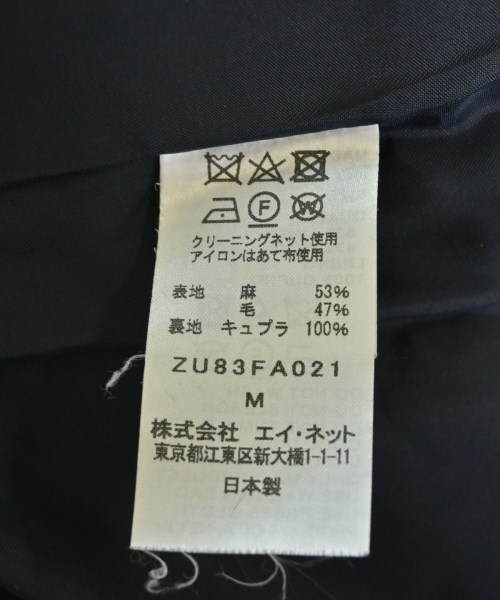 クリーニングネット使用
アイロンはあて布使用
表地 麻 53%
毛 47%
裏地 キュプラ 100%
ZU83FA021
M
株式会社 エイ・ネット
東京都江東区新大橋1-1-11
日本製